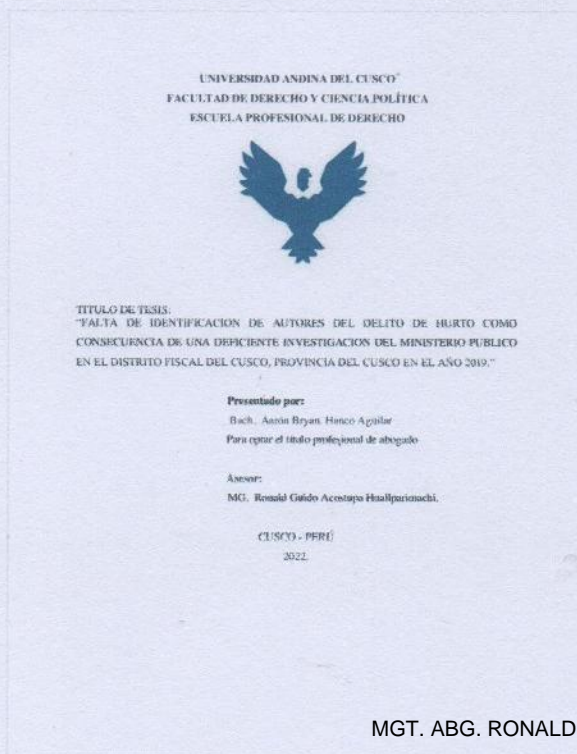 UNIVERSIDAD ANDINA DEL CUSCO
FACULTAD DE DERECHO Y CIENCIA POLÍTICA
ESCUELA PROFESIONAL DE DERECHO
TITULO DE TESIS:
"FALTA DE IDENTIFICACION DE AUTORES DEL DELITO DE HURTO COMO
CONSECUENCIA DE UNA DEFICIENTE INVESTIGACION DEL MINISTERIO PUBLICO
EN EL DISTRITO FISCAL DEL CUSCO, PROVINCIA DEL CUSCO EN EL AÑO 2019."
Presentado por:
Bach. Aarón Bryan Hanco Aguilar
Para optar el titulo profesional de abogado
Asesor:
MG. Ronald Guido Acostupa Huallparimachi.
CUSCO - PERÚ
2022.
MGT. ABG. RONALD